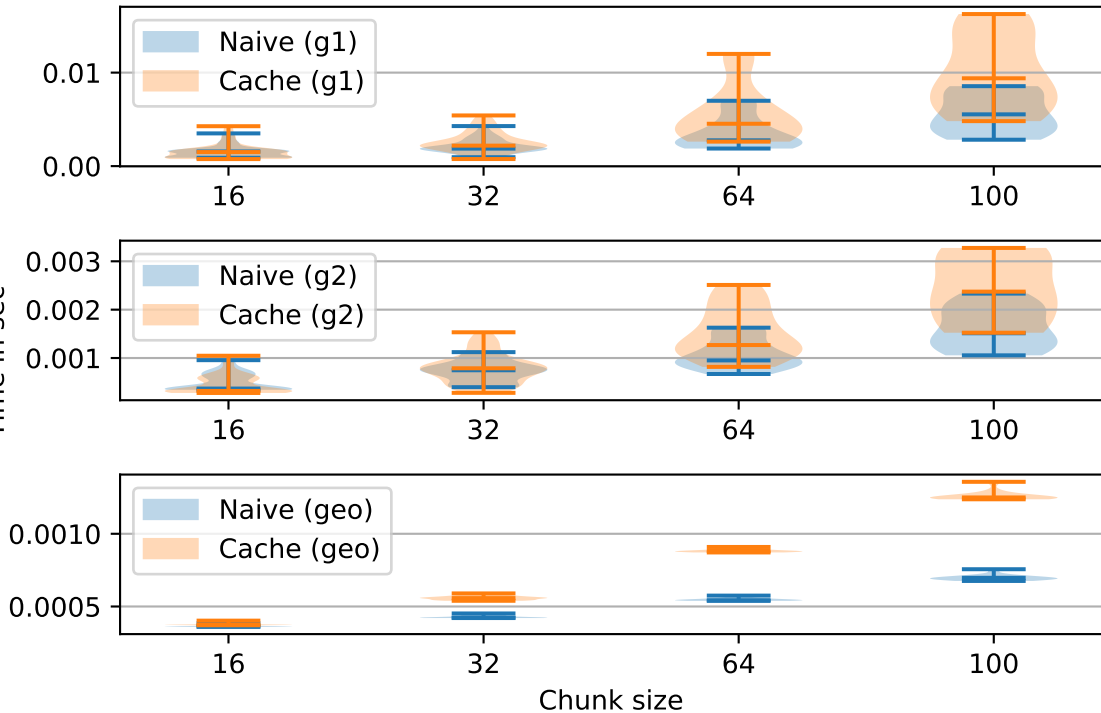 Naive (g1)
Cache (g1)
0.01
0.00
16 32 64 100
Naive (g2)
Cache (g2)
0.003
0.002
0.001
16 32 64 100
Naive (geo)
Cache (geo)
0.0010
0.0005
16 32 64 100
Chunk size